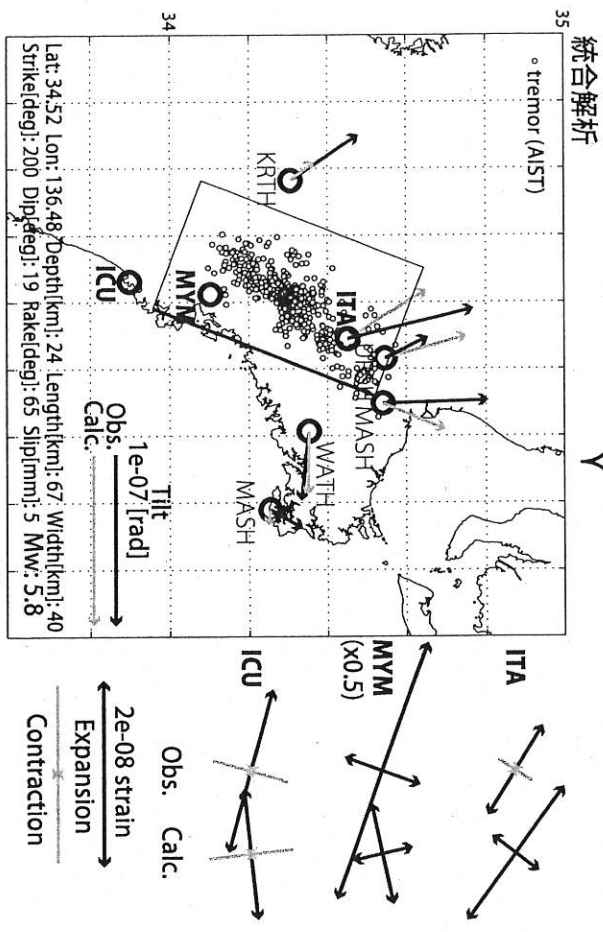 統合解析
35
34
° tremor (AIST)
KRTH
ITA
MASH
MYM
ICU
WATH
MASH
Tilt
1e-07 [rad]
Obs.
Calc.
Lat: 34.52 Lon: 136.48 Depth[km]: 24 Length[km]: 67 Width[km]: 40
Strike[deg]: 200 Dip[deg]: 19 Rake[deg]: 65 Slip[mm]: 5 Mw: 5.8
ITA
MYM
(x0.5)
ICU
Obs. Calc.
2e-08 strain
Expansion
Contraction